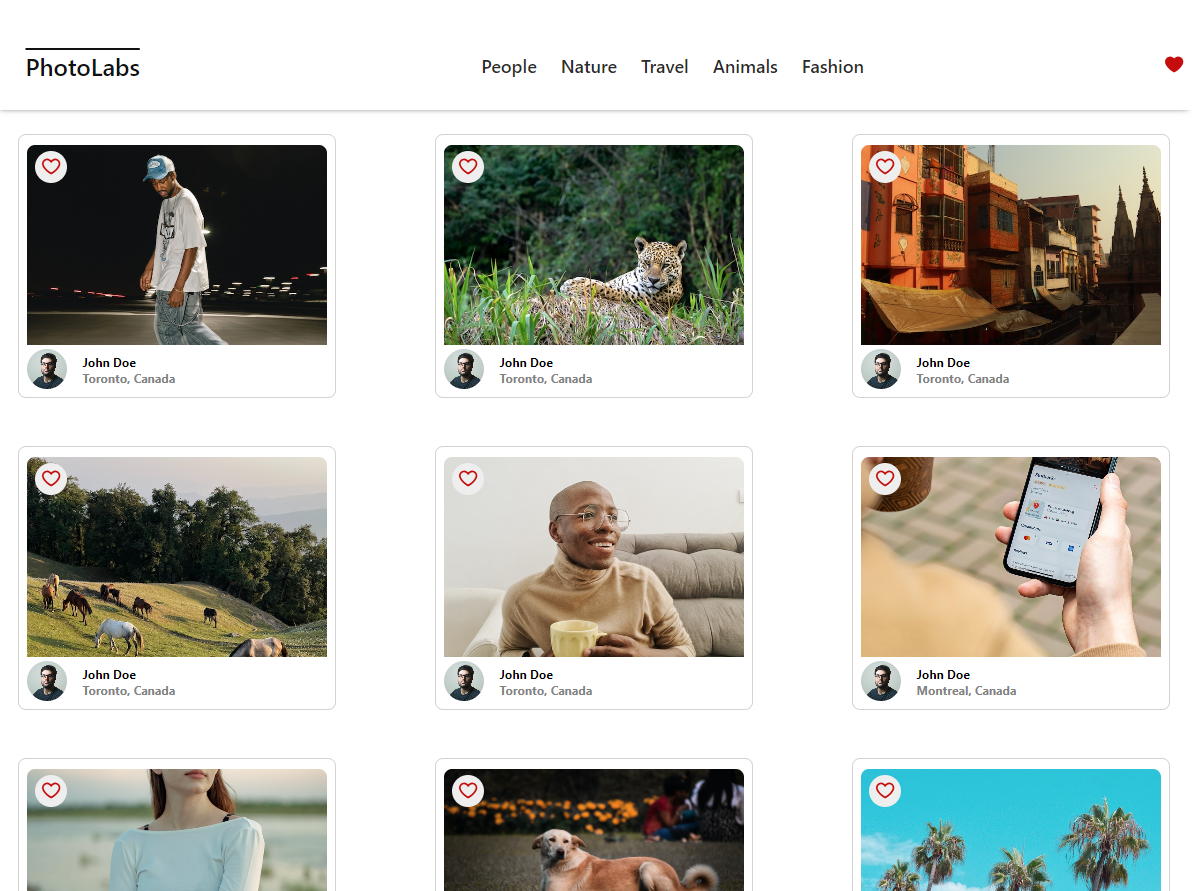 PhotoLabs
People
Nature
Travel
Animals
Fashion
John Doe
Toronto, Canada
John Doe
Toronto, Canada
John Doe
Toronto, Canada
John Doe
Toronto, Canada
John Doe
Toronto, Canada
John Doe
Montreal, Canada